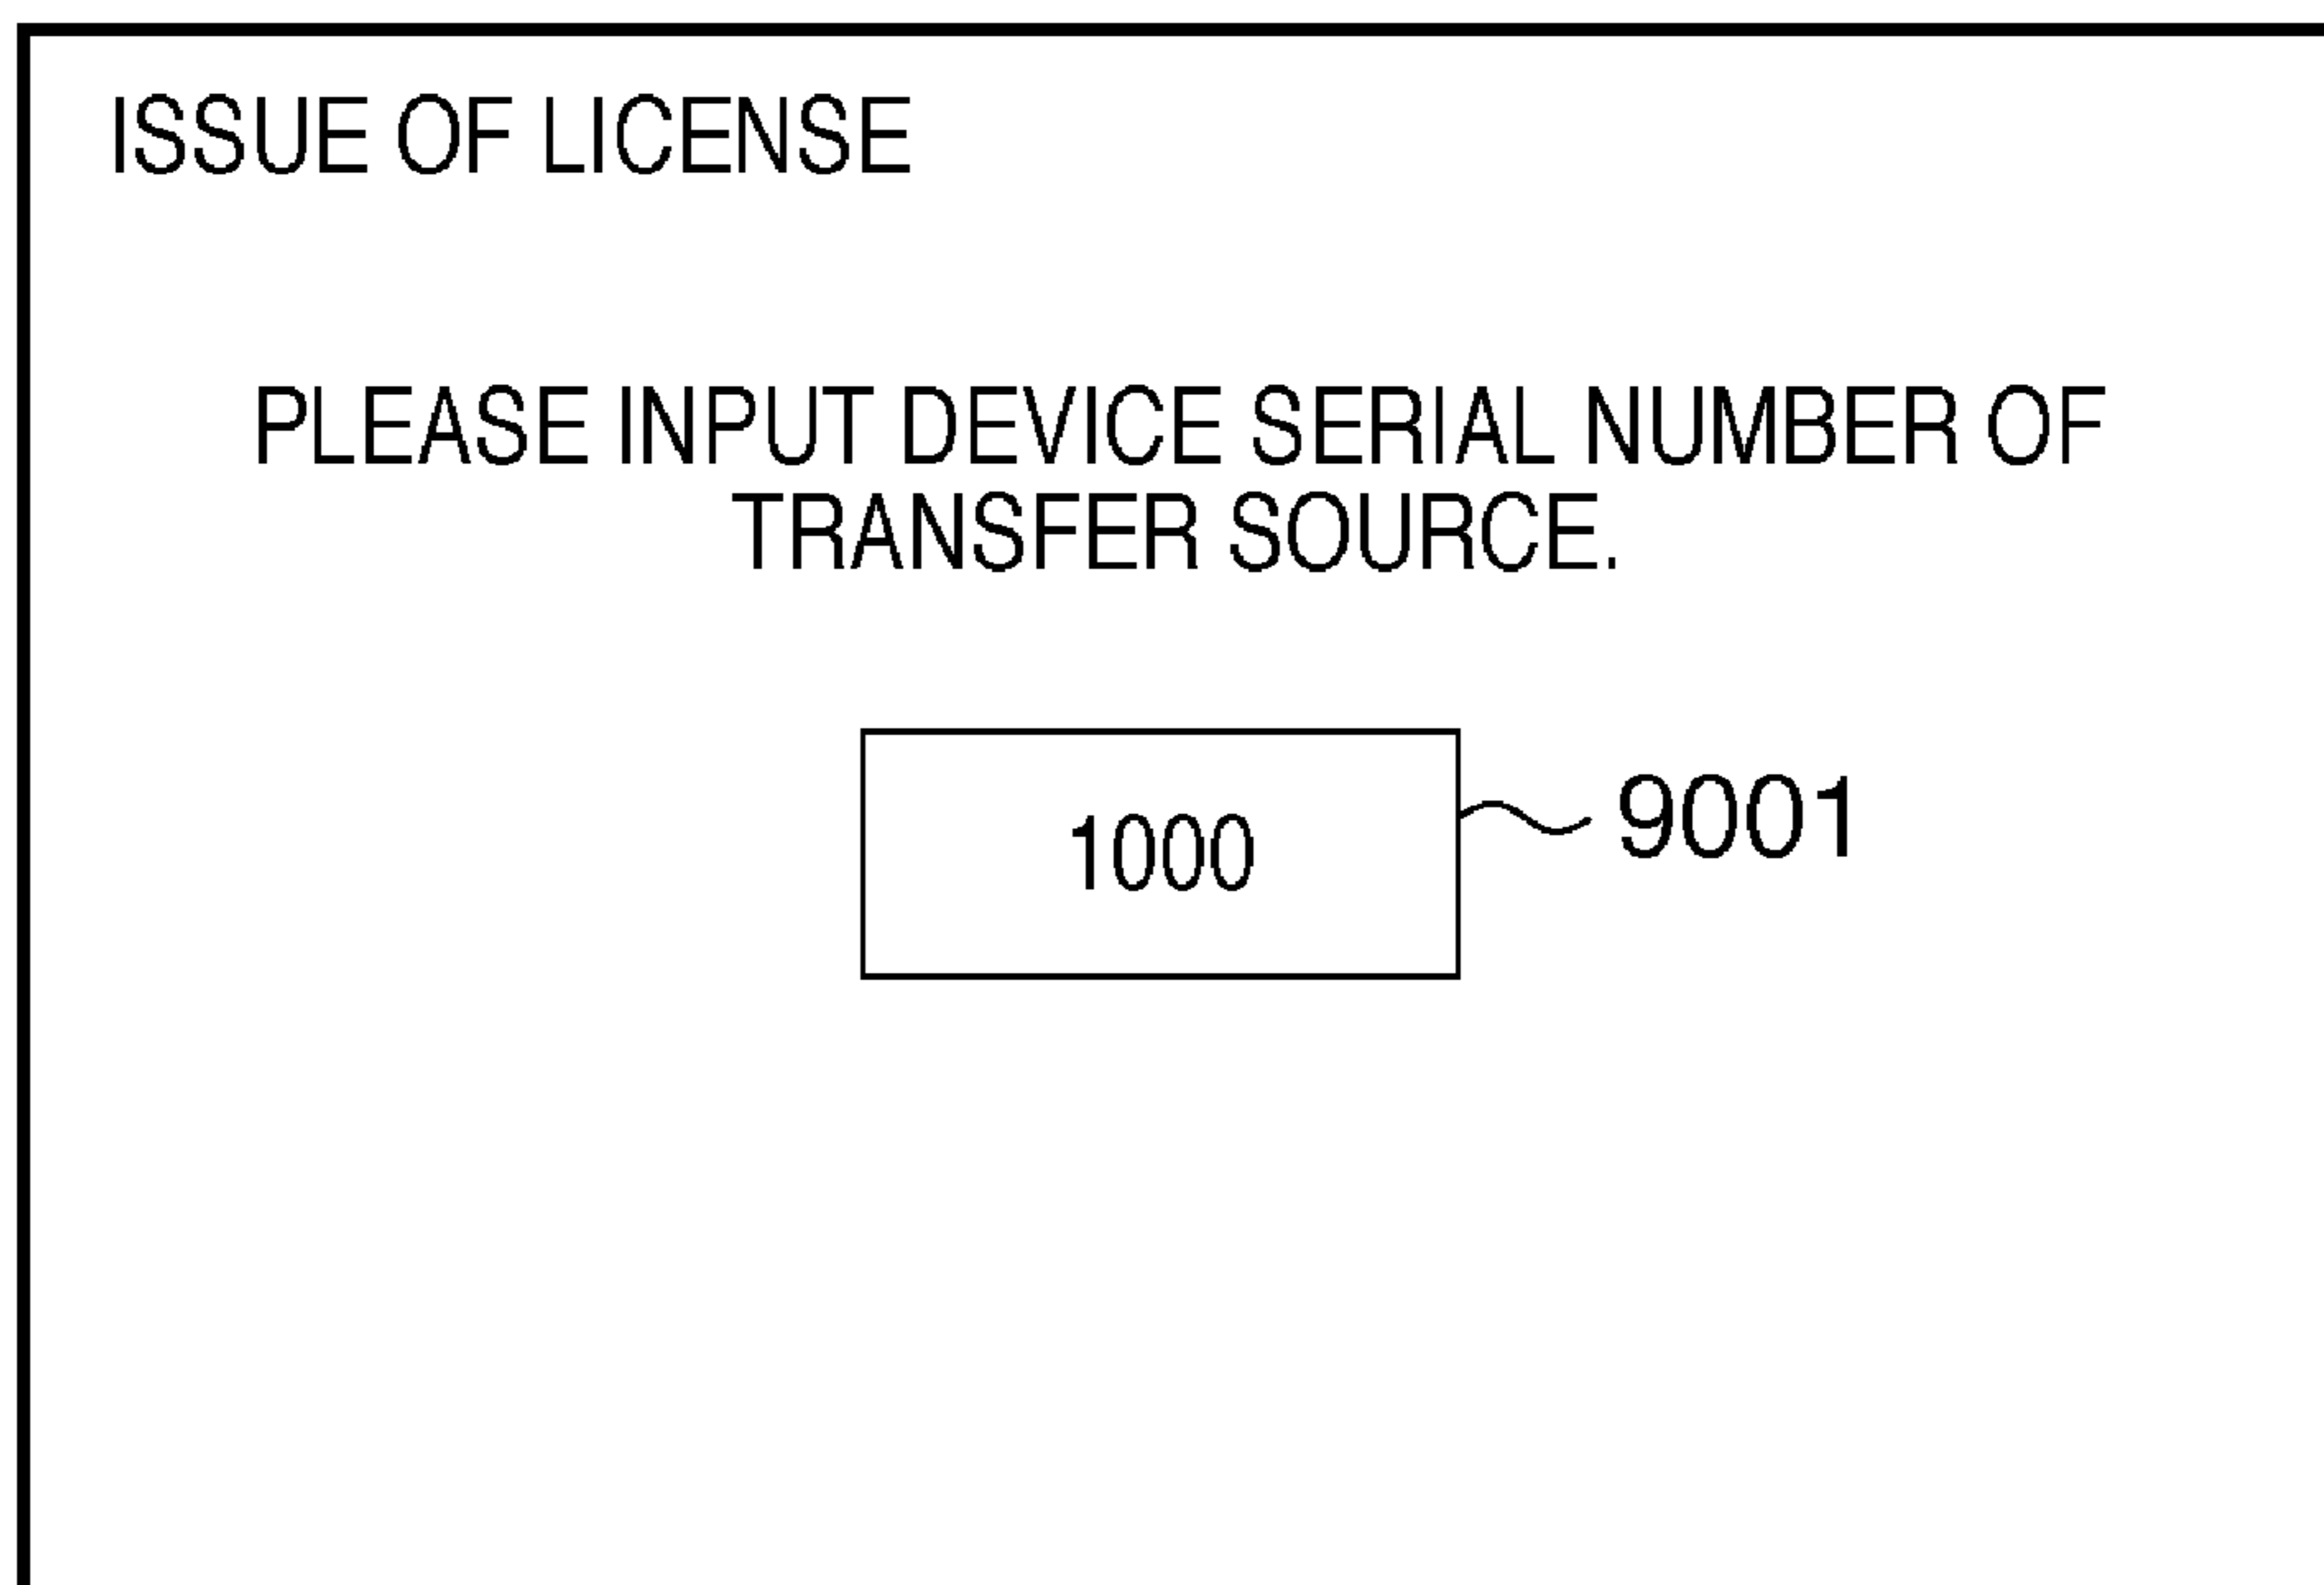 ISSUE OF LICENSE
PLEASE INPUT DEVICE SERIAL NUMBER OF
TRANSFER SOURCE.
1000
9001